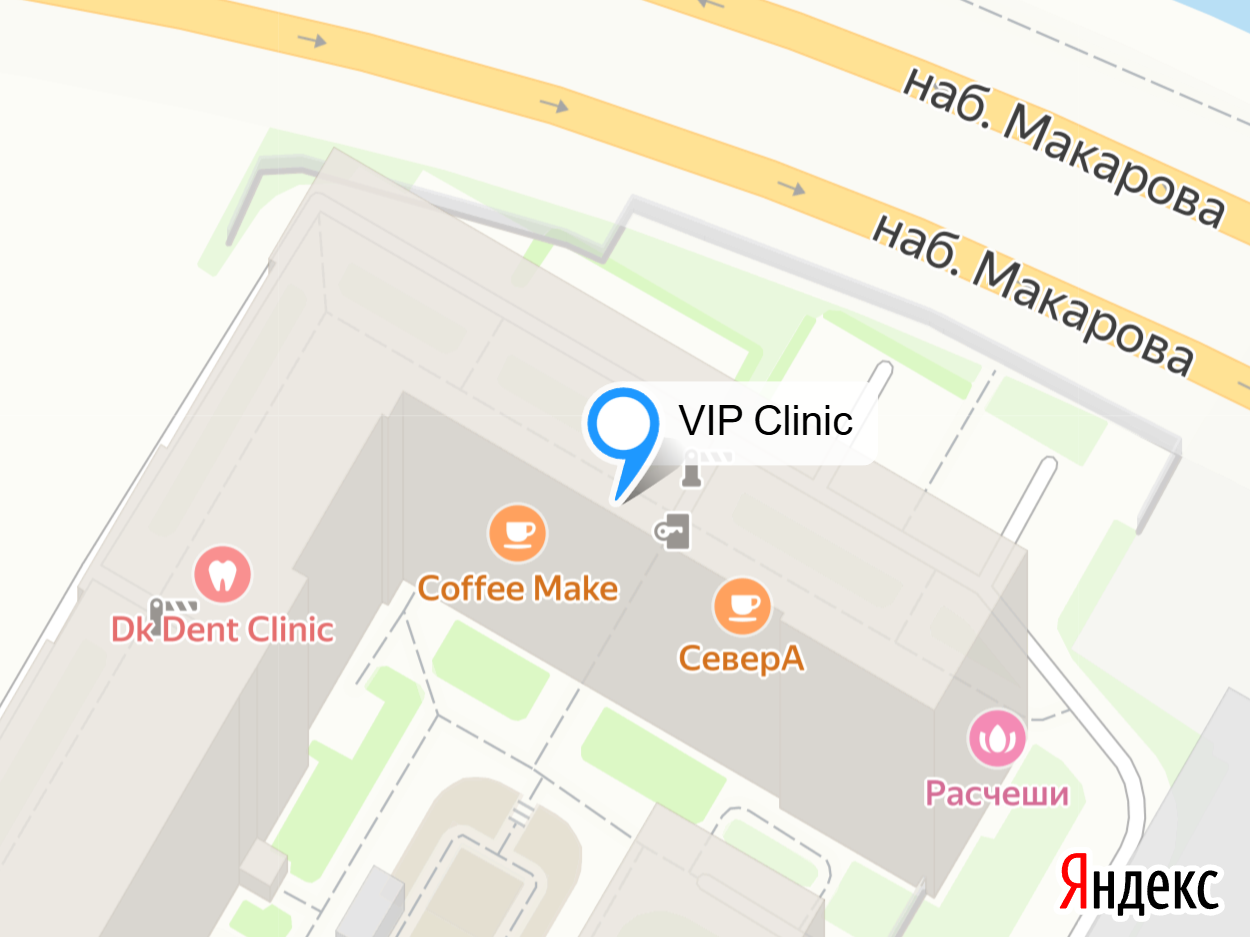 наб. Макарова
наб. Макарова
VIP Clinic
Coffee Make
Dk Dent Clinic
СеверА
Расчеши
Яндекс